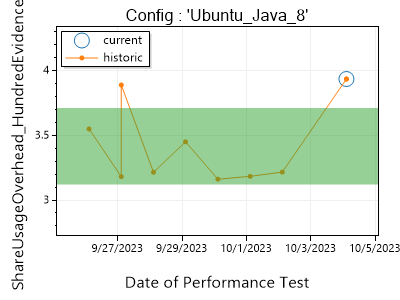 Config : 'Ubuntu_Java_8'
current
historic
ShareUsageOverhead_HundredEvidence
4
3.5
3
9/27/2023 9/29/2023 10/1/2023 10/3/2023 10/5/2023
Date of Performance Test